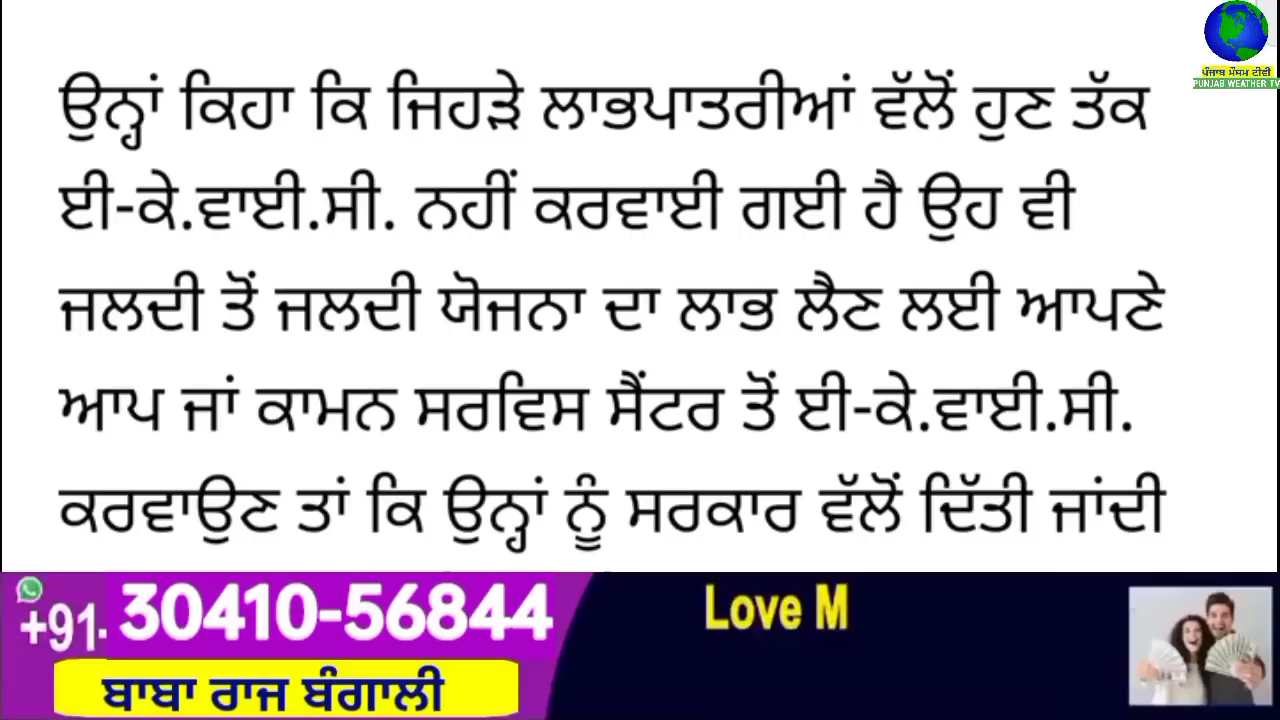 ਪੰਜਾਬ ਮੌਸਮ ਟੀਵੀ
PUNJAB WEATHER TV
ਉਨ੍ਹਾਂ ਕਿਹਾ ਕਿ ਜਿਹੜੇ ਲਾਭਪਾਤਰੀਆਂ ਵੱਲੋਂ ਹੁਣ ਤੱਕ
ਈ-ਕੇ.ਵਾਈ.ਸੀ. ਨਹੀਂ ਕਰਵਾਈ ਗਈ ਹੈ ਉਹ ਵੀ
ਜਲਦੀ ਤੋਂ ਜਲਦੀ ਯੋਜਨਾ ਦਾ ਲਾਭ ਲੈਣ ਲਈ ਆਪਣੇ
ਆਪ ਜਾਂ ਕਾਮਨ ਸਰਵਿਸ ਸੈਂਟਰ ਤੋਂ ਈ-ਕੇ.ਵਾਈ.ਸੀ.
ਕਰਵਾਉਣ ਤਾਂ ਕਿ ਉਨ੍ਹਾਂ ਨੂੰ ਸਰਕਾਰ ਵੱਲੋਂ ਦਿੱਤੀ ਜਾਂਦੀ
+91- 30410-56844
ਬਾਬਾ ਰਾਜ ਬੰਗਾਲੀ
Love M